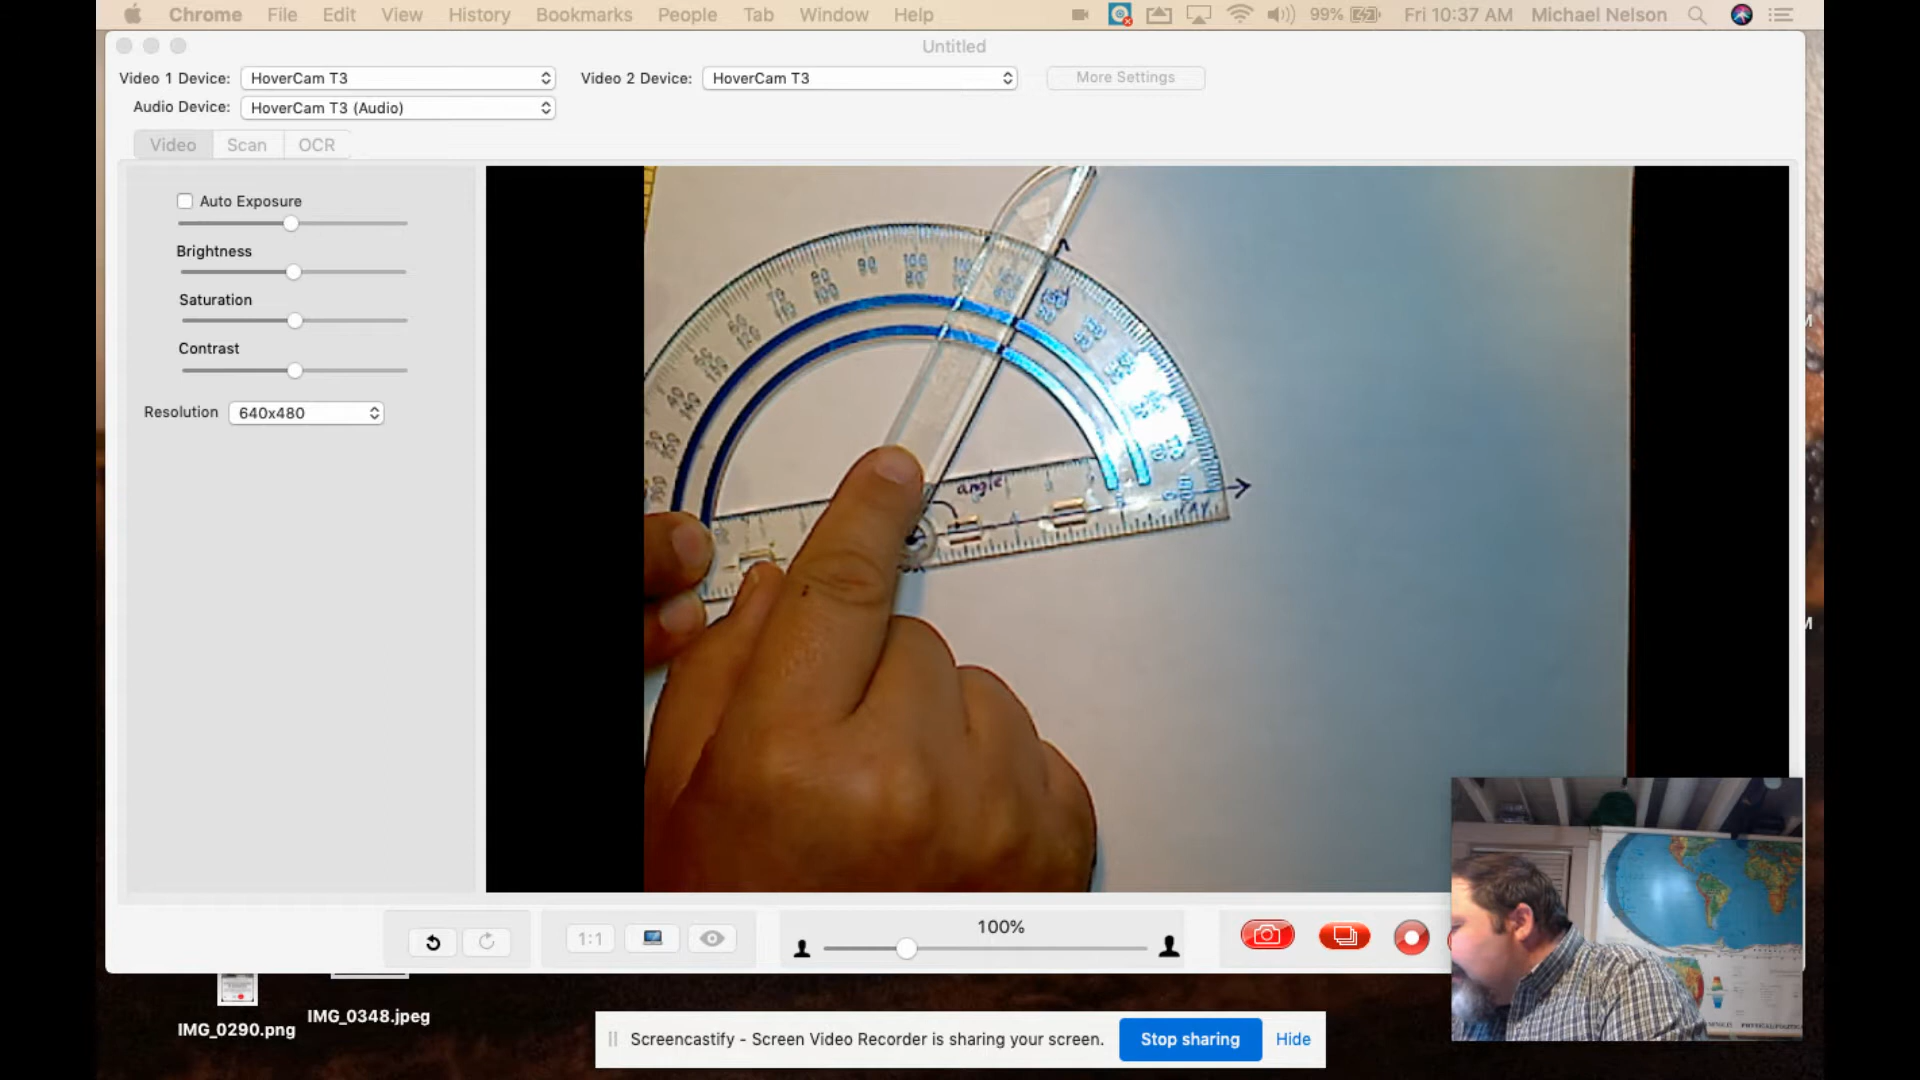 Chrome File Edit View History Bookmarks People Tab Window Help 99% Fri 10:37 AM Michael Nelson
Untitled
Video 1 Device: HoverCam T3 Video 2 Device: HoverCam T3 More Settings
Audio Device: HoverCam T3 (Audio)
Video Scan OCR
Auto Exposure
Brightness
Saturation
Contrast
Resolution 640x480
90 100
80
angle
1:1
100%
IMG_0290.png IMG_0348.jpeg
Screencastify - Screen Video Recorder is sharing your screen. Stop sharing Hide